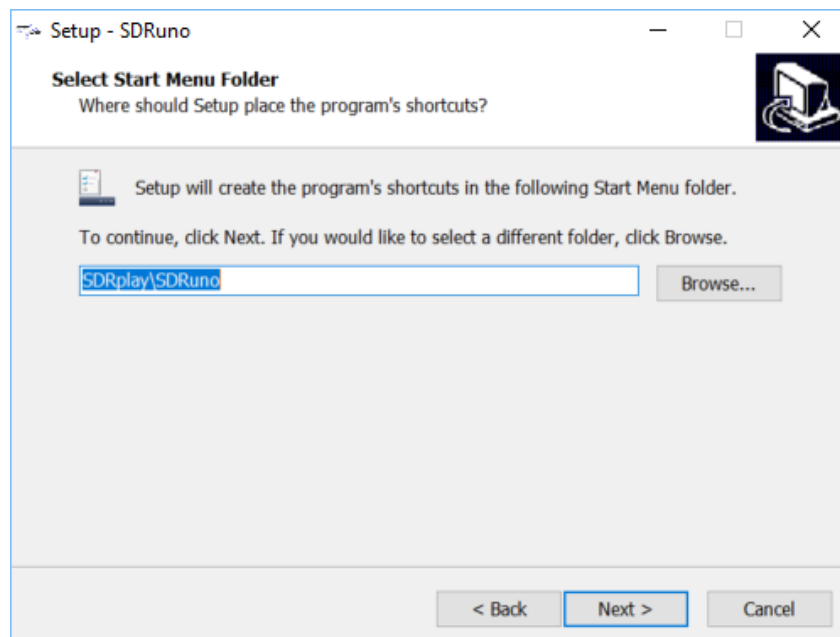 Setup - SDRuno
Select Start Menu Folder
Where should Setup place the program's shortcuts?
Setup will create the program's shortcuts in the following Start Menu folder.
To continue, click Next. If you would like to select a different folder, click Browse.
SDRplay\SDRuno
Browse...
< Back
Next >
Cancel